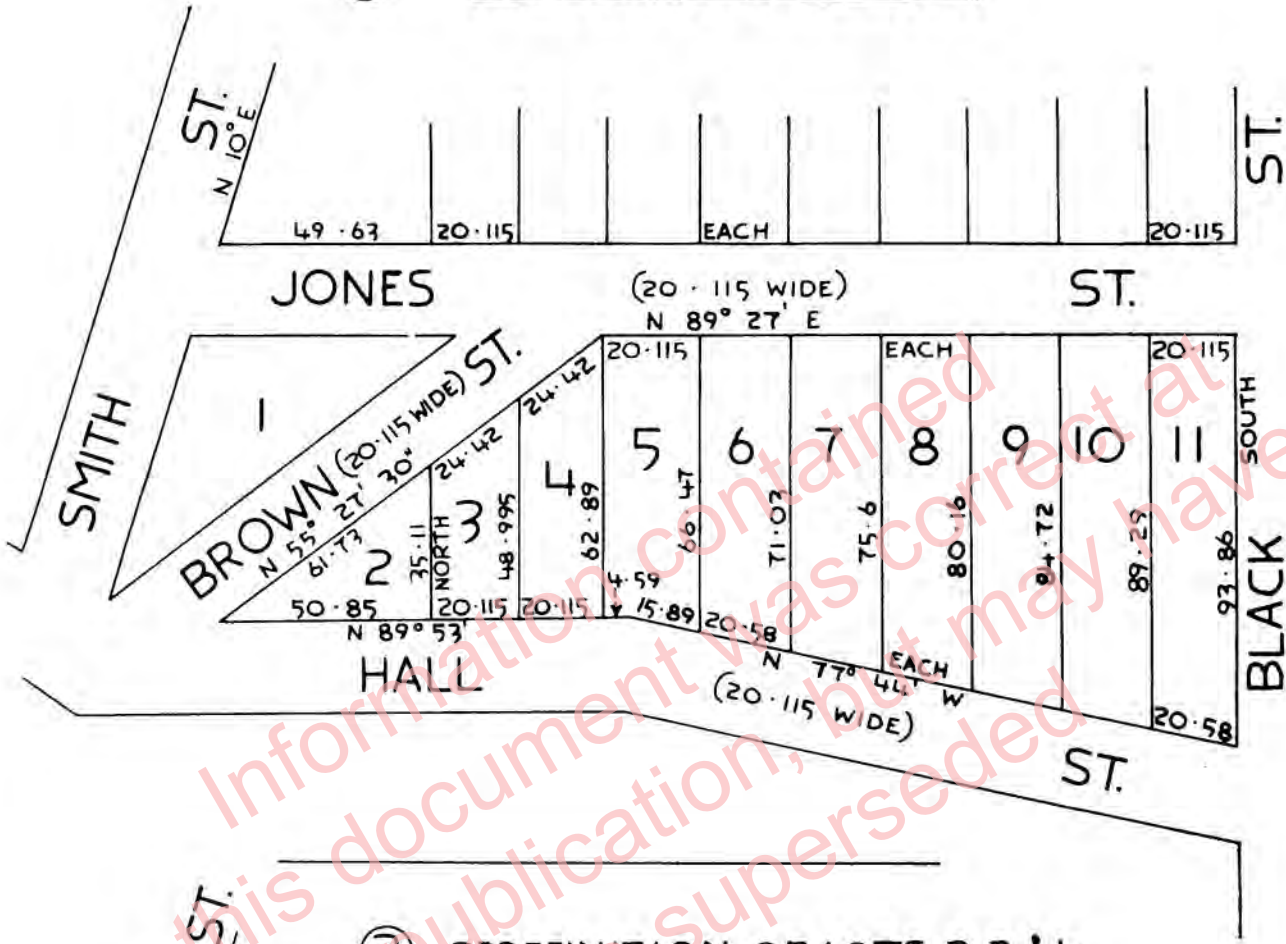 ST.
N 10° E
ST.
49·63 20·115 EACH 20·115
JONES (20·115 WIDE) ST.
N 89° 27' E
20·115 EACH 20·115
SMITH
1
BROWN (20·115 WIDE) ST.
N 55° 27' 30"
61·73 24·42 24·42
2 3 4 5 6 7 8 9 10 11
35·11 NORTH 48·995 62·89 66·47 71·03 75·6 80·16 84·72 89·29 93·86 SOUTH
BLACK
50·85 20·115 20·115 4·59 15·89 20·58 EACH 20·58
N 89° 53'
N 77° 44' W
HALL (20·115 WIDE) ST.
ST.
Information contained
this document was correct at
publication, but may have
superseded